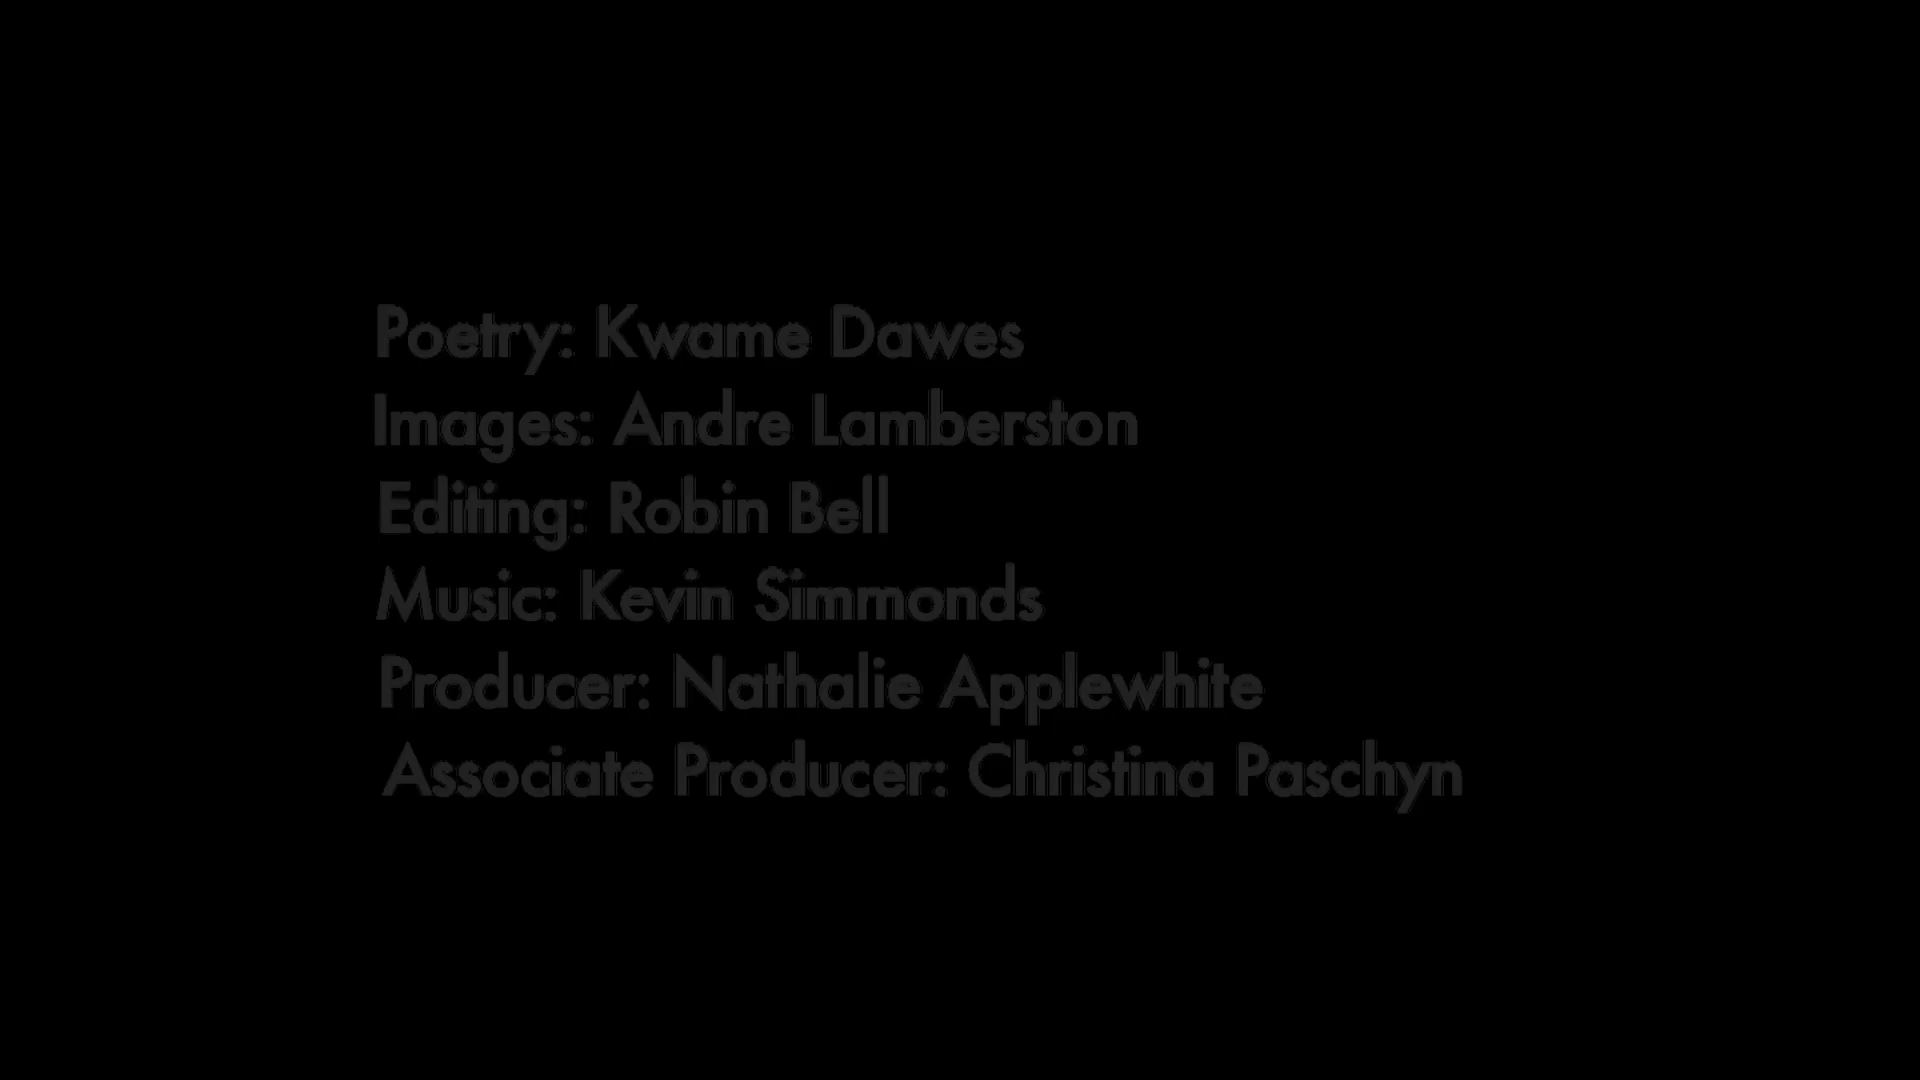 Poetry: Kwame Dawes
Images: Andre Lamberston
Editing: Robin Bell
Music: Kevin Simmonds
Producer: Nathalie Applewhite
Associate Producer: Christina Paschyn